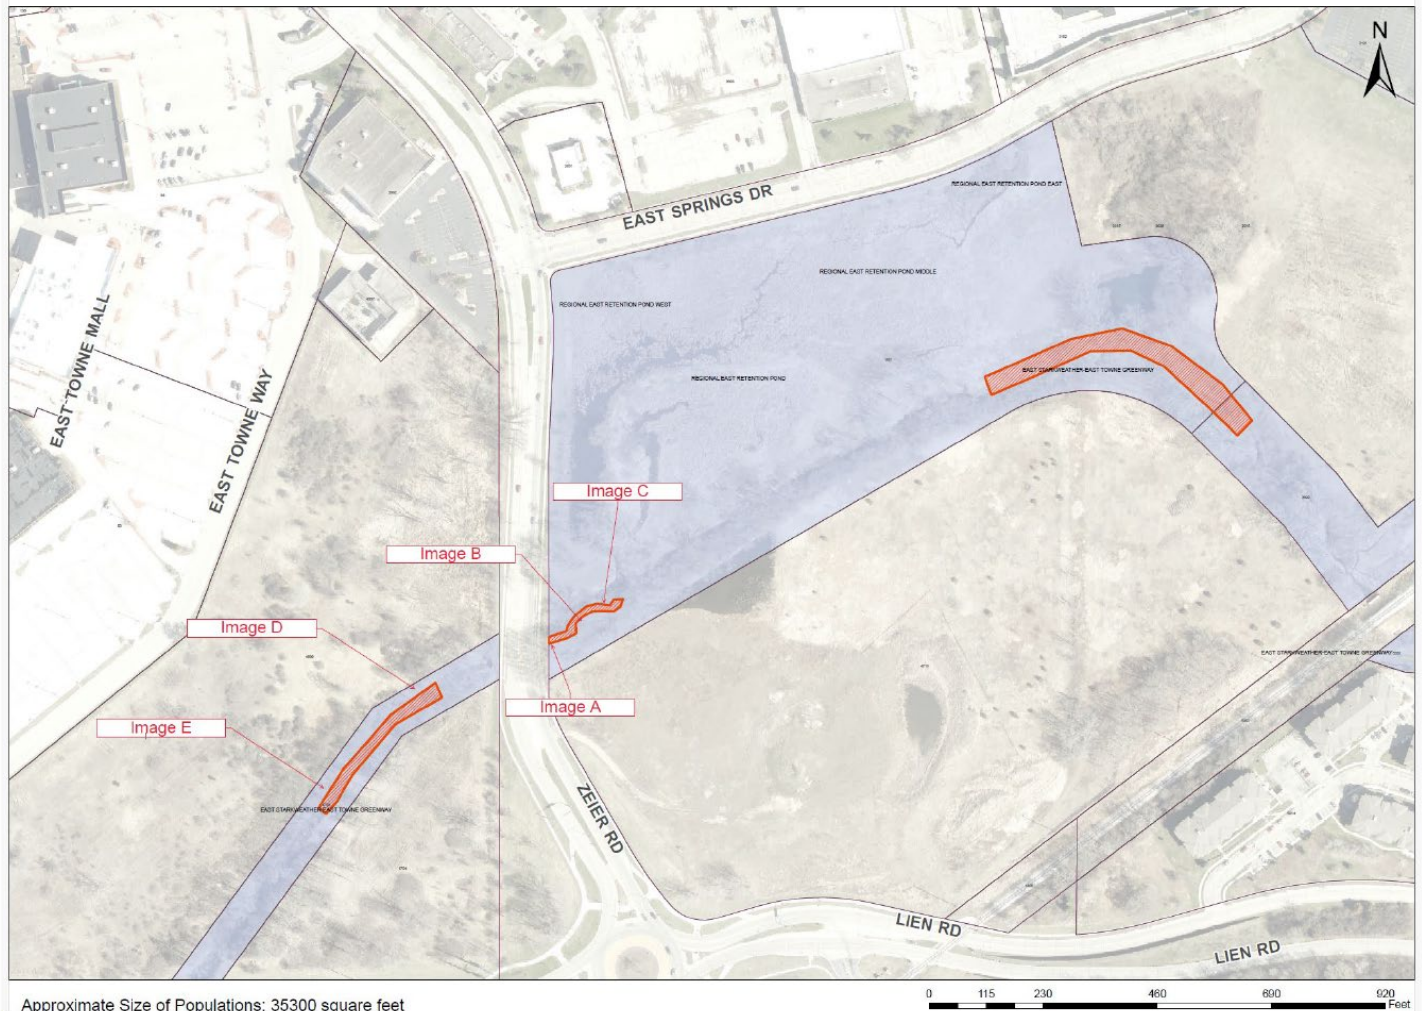 N
EAST SPRINGS DR
REGIONAL EAST RETENTION POND EAST
REGIONAL EAST RETENTION POND MIDDLE
REGIONAL EAST RETENTION POND WEST
EAST TOWNE MALL
EAST TOWNE WAY
REGIONAL EAST RETENTION POND
EAST STARKWEATHER-EAST TOWNE GREENWAY
Image C
Image B
Image D
EAST STARKWEATHER-EAST TOWNE GREENWAY
Image A
Image E
EAST STARKWEATHER-EAST TOWNE GREENWAY
ZEIER RD
LIEN RD
LIEN RD
Approximate Size of Populations: 35300 square feet
0 115 230 460 690 920
Feet